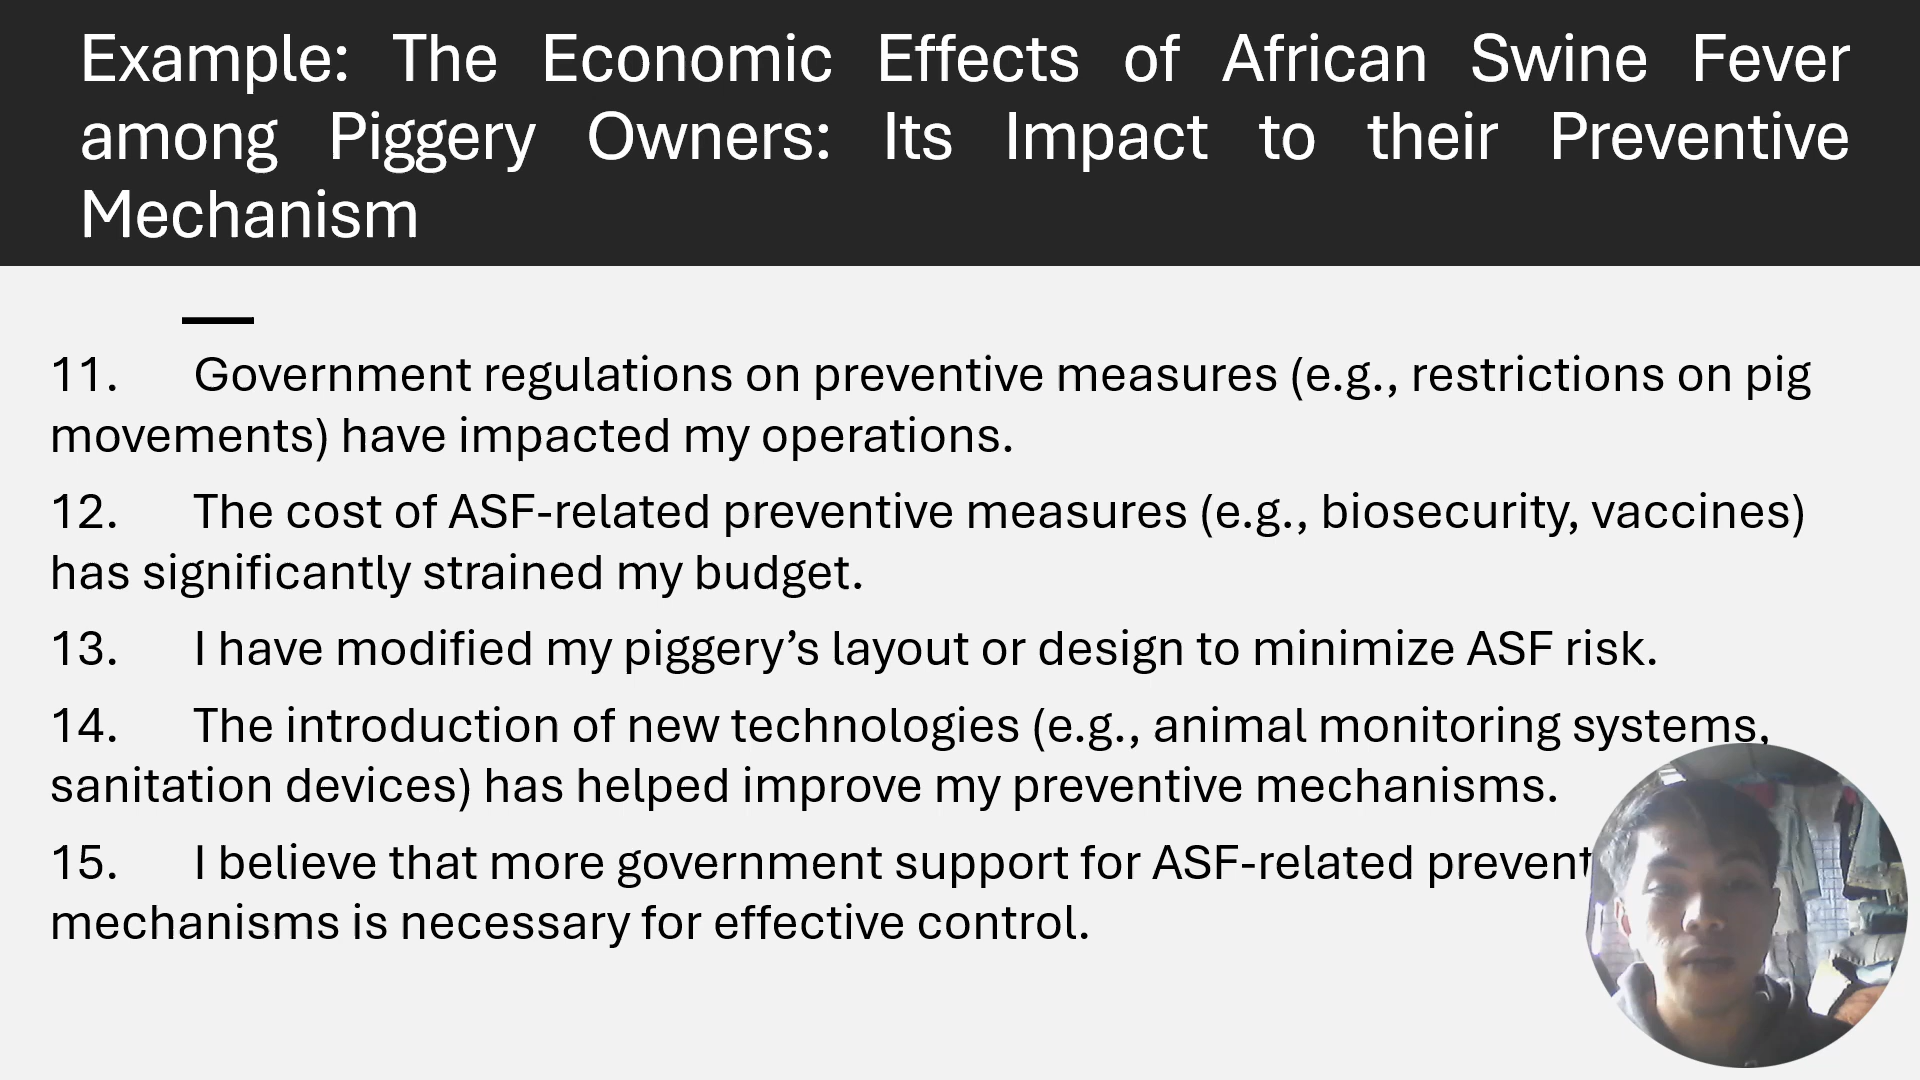 Example: The Economic Effects of African Swine Fever
among Piggery Owners: Its Impact to their Preventive
Mechanism
11. Government regulations on preventive measures (e.g., restrictions on pig
movements) have impacted my operations.
12. The cost of ASF-related preventive measures (e.g., biosecurity, vaccines)
has significantly strained my budget.
13. I have modified my piggery’s layout or design to minimize ASF risk.
14. The introduction of new technologies (e.g., animal monitoring systems,
sanitation devices) has helped improve my preventive mechanisms.
15. I believe that more government support for ASF-related
mechanisms is necessary for effective control.